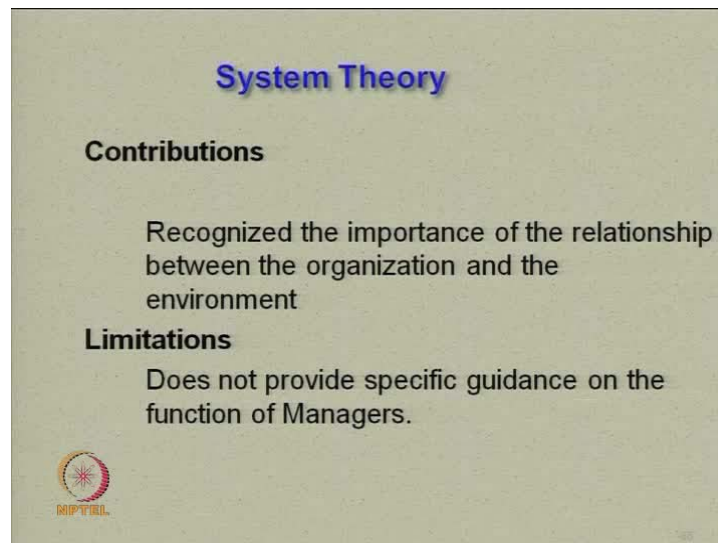 System Theory
Contributions
Recognized the importance of the relationship
between the organization and the
environment
Limitations
Does not provide specific guidance on the
function of Managers.
NPTEL